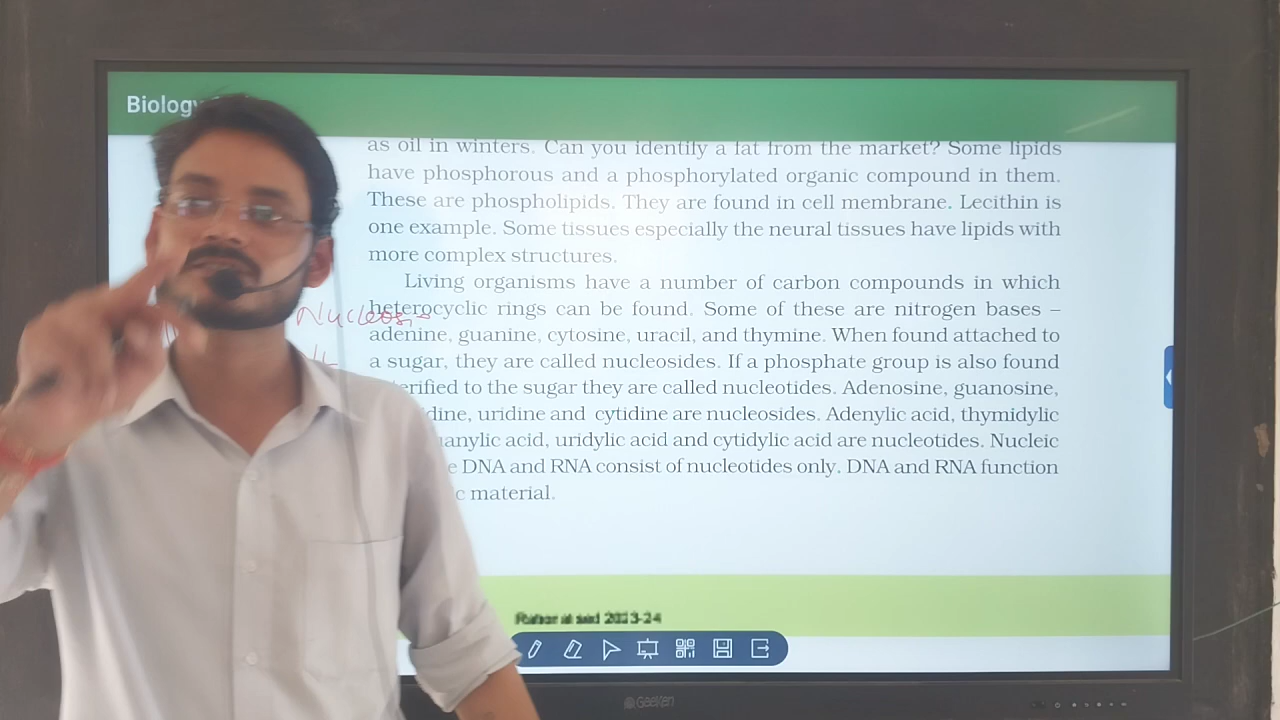 Biology
as oil in winters. Can you identify a fat from the market? Some lipids
have phosphorous and a phosphorylated organic compound in them.
These are phospholipids. They are found in cell membrane. Lecithin is
one example. Some tissues especially the neural tissues have lipids with
more complex structures.
Living organisms have a number of carbon compounds in which
Nucleosi
heterocyclic rings can be found. Some of these are nitrogen bases –
adenine, guanine, cytosine, uracil, and thymine. When found attached to
a sugar, they are called nucleosides. If a phosphate group is also found
erified to the sugar they are called nucleotides. Adenosine, guanosine,
dine, uridine and cytidine are nucleosides. Adenylic acid, thymidylic
uanylic acid, uridylic acid and cytidylic acid are nucleotides. Nucleic
e DNA and RNA consist of nucleotides only. DNA and RNA function
c material.
2023-24
Geeken